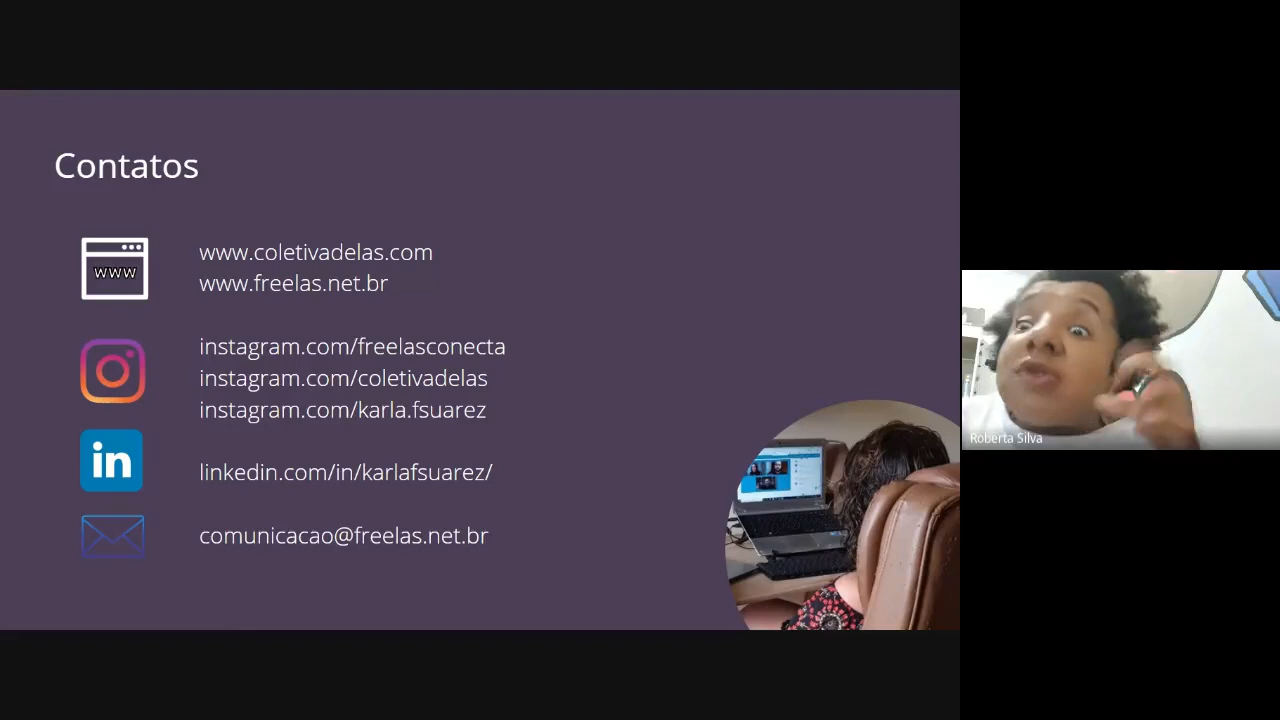 Contatos
www
www.coletivadelas.com
www.freelas.net.br
instagram.com/freelasconecta
instagram.com/coletivadelas
instagram.com/karla.fsuarez
in
linkedin.com/in/karlafsuarez/
comunicacao@freelas.net.br
Roberta Silva